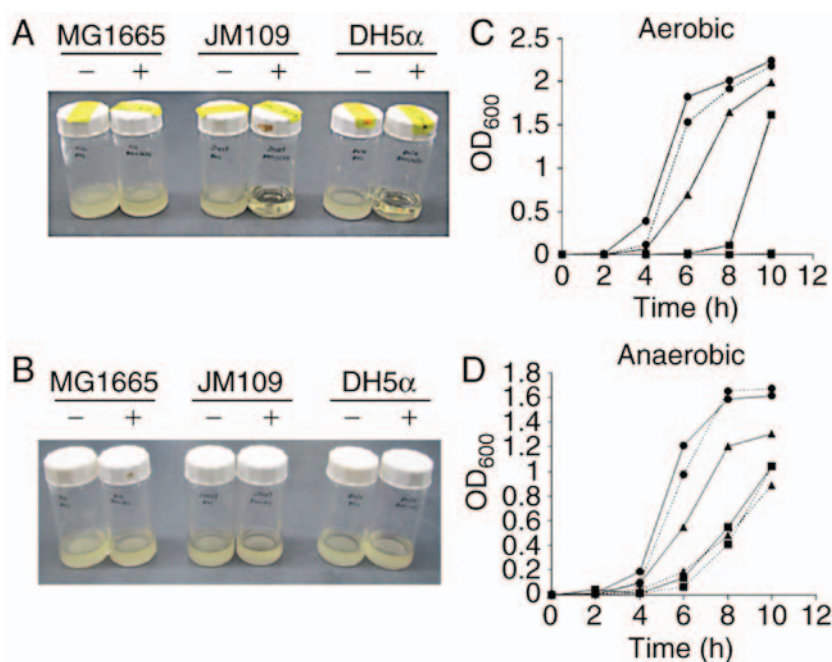 A
MG1665 JM109 DH5α
− + − + − +
B
MG1665 JM109 DH5α
− + − + − +
C
Aerobic
OD600
2.5
2
1.5
1
0.5
0
0 2 4 6 8 10 12
Time (h)
D
Anaerobic
OD600
1.8
1.6
1.4
1.2
1
0.8
0.6
0.4
0.2
0
0 2 4 6 8 10 12
Time (h)